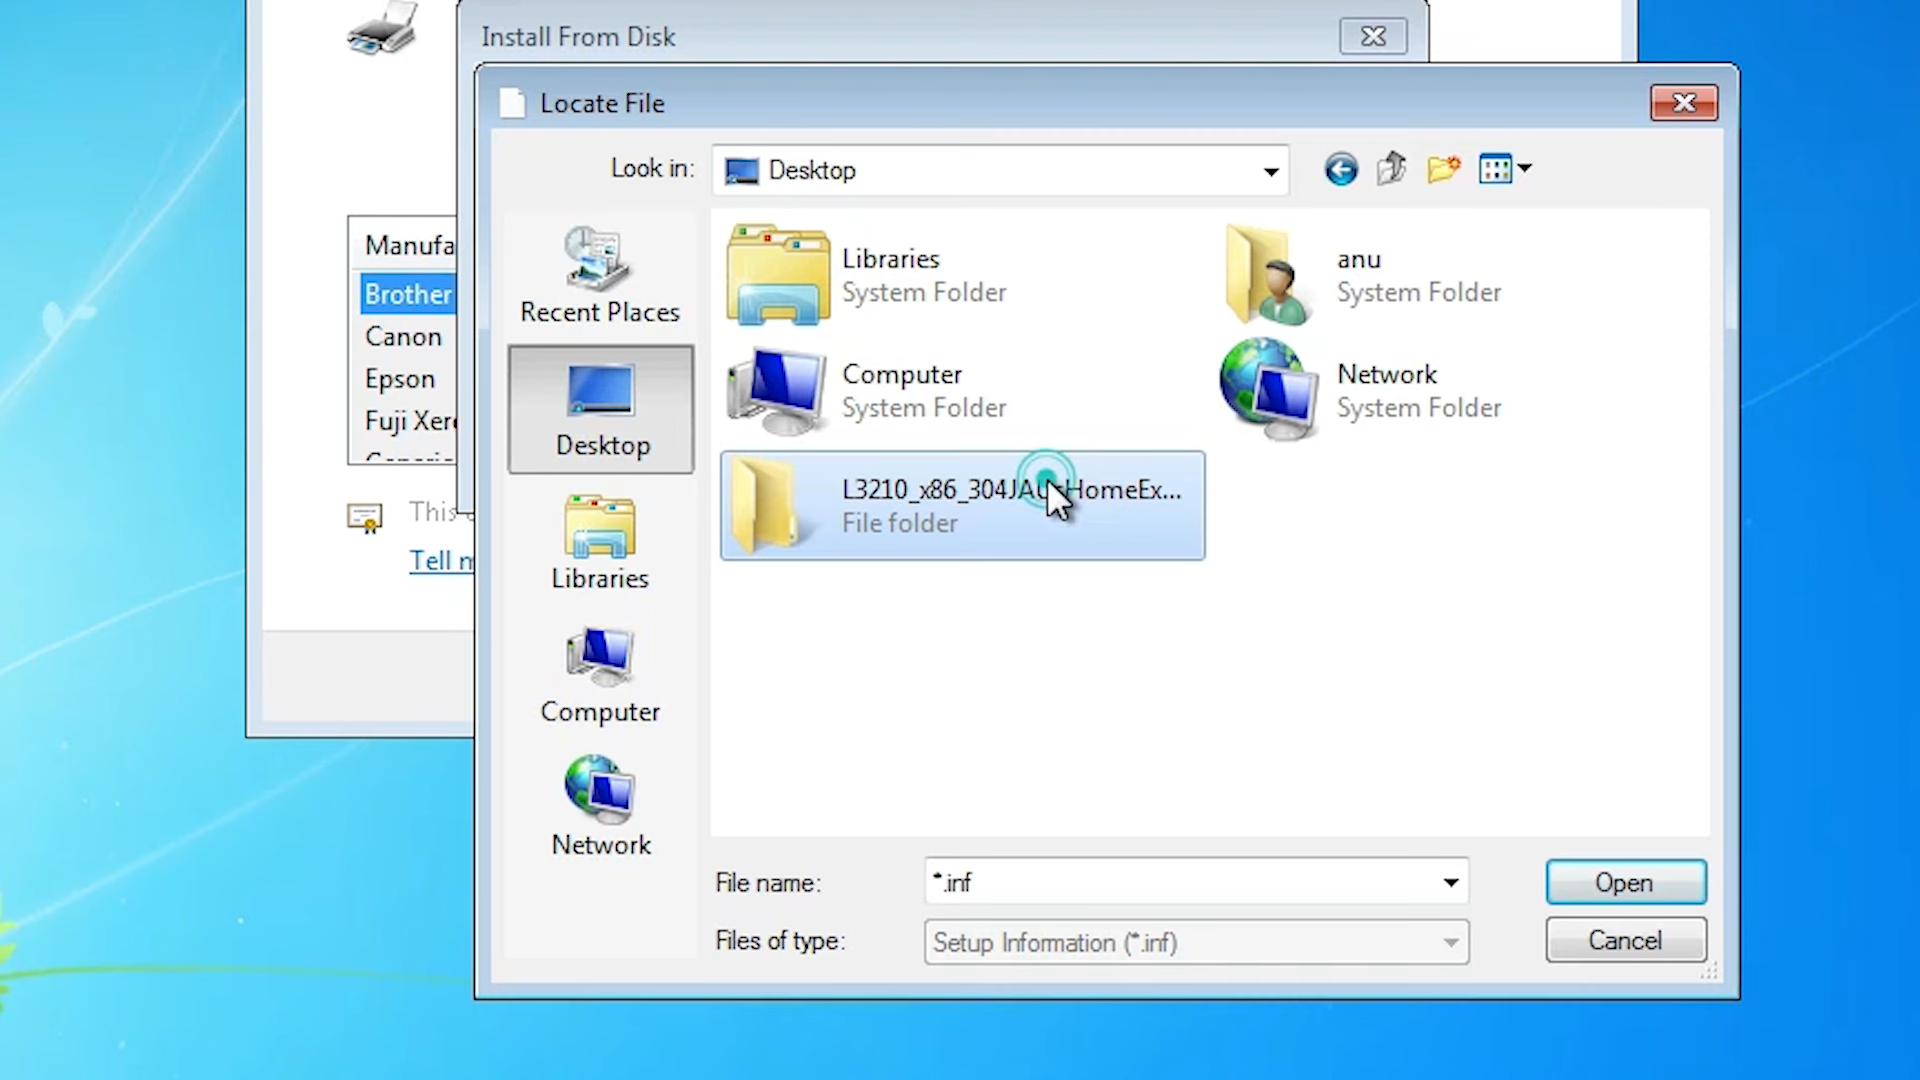 Install From Disk
Locate File
Look in:
Desktop
Manufa
Brother
Canon
Epson
Fuji Xer
This
Tell
Recent Places
Desktop
Libraries
Computer
Network
Libraries
System Folder
anu
System Folder
Computer
System Folder
Network
System Folder
L3210_x86_304JAUsHomeEx...
File folder
File name:
*.inf
Open
Files of type:
Setup Information (*.inf)
Cancel